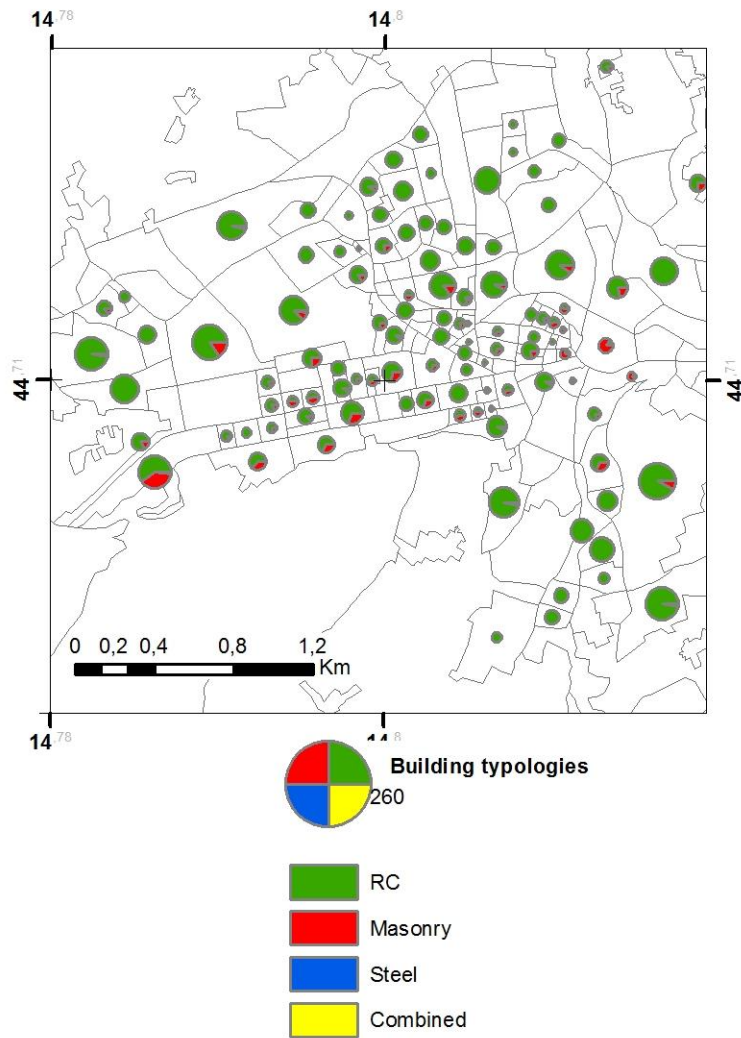 14.78 14.8
44.71 44.71
0 0,2 0,4 0,8 1,2
Km
14.78 14.8
Building typologies
260
RC
Masonry
Steel
Combined